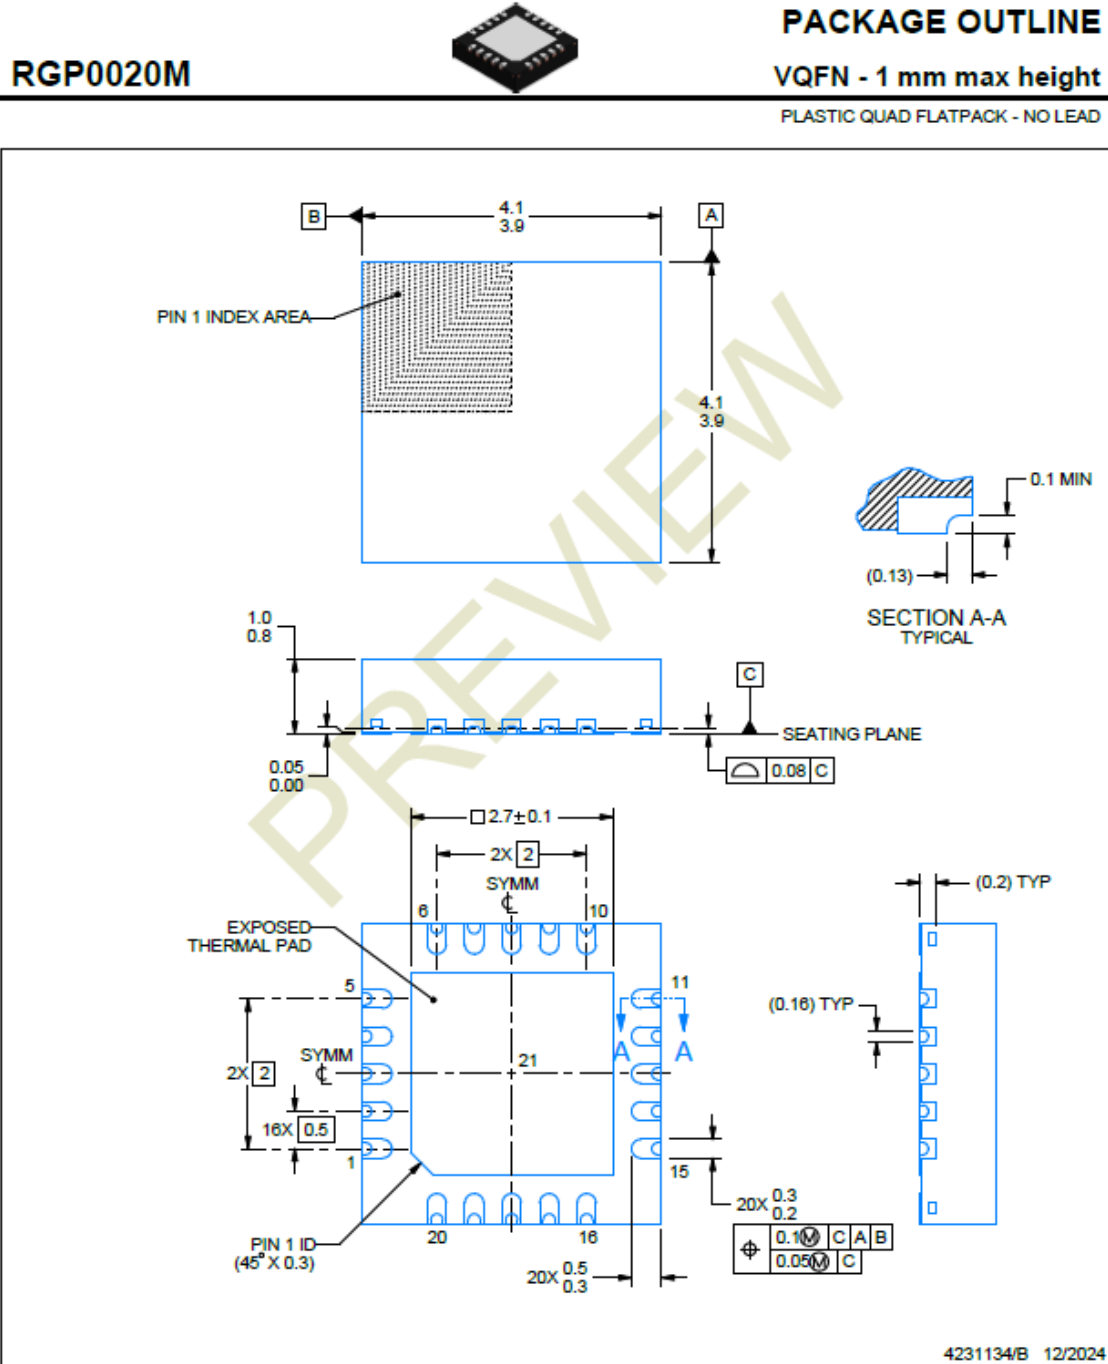 PACKAGE OUTLINE
RGP0020M
VQFN - 1 mm max height
PLASTIC QUAD FLATPACK - NO LEAD
B
4.1
3.9
A
PIN 1 INDEX AREA
4.1
3.9
0.1 MIN
(0.13)
SECTION A-A
TYPICAL
PREVIEW
1.0
0.8
C
SEATING PLANE
0.05
0.00
0.08 C
2.7±0.1
2X 2
SYMM
(0.2) TYP
6
10
EXPOSED
THERMAL PAD
5
11
(0.16) TYP
A A
SYMM
21
2X 2
16X 0.5
1
15
20X 0.3
0.2
20
16
0.1Ⓜ C A B
0.05Ⓜ C
PIN 1 ID
(45° X 0.3)
20X 0.5
0.3
4231134/B 12/2024